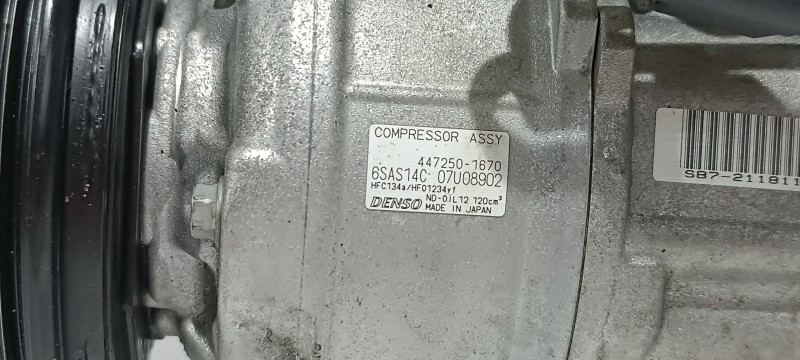 COMPRESSOR ASSY
447250-1670
6SAS14C 07U08902
HFC134a/HFO1234yf
ND-OIL12 120cm³
DENSO MADE IN JAPAN
SB7-211811